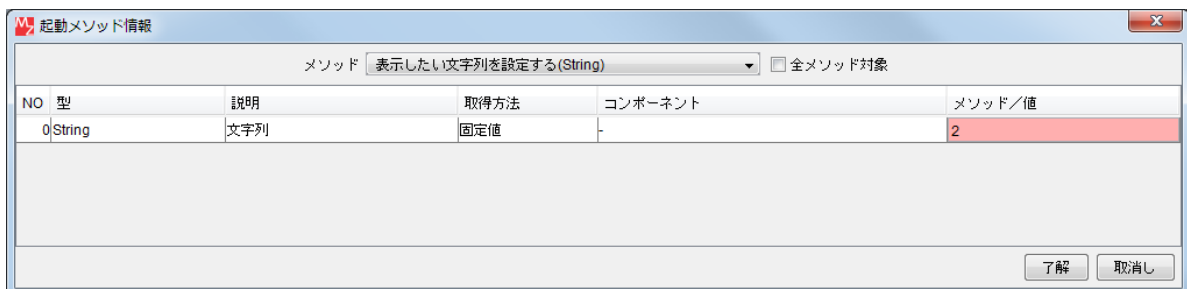 起動メソッド情報
メソッド 表示したい文字列を設定する(String) 全メソッド対象
NO 型 説明 取得方法 コンポーネント メソッド／値
0 String 文字列 固定値 - 2
了解 取消し